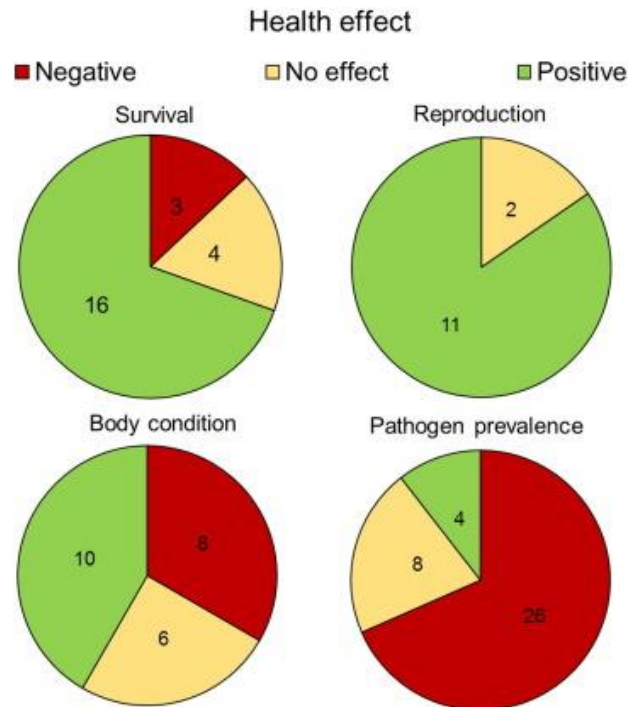 Health effect
Negative No effect Positive
Survival Reproduction
3
4
16
2
11
Body condition Pathogen prevalence
8
10
6
4
8
26